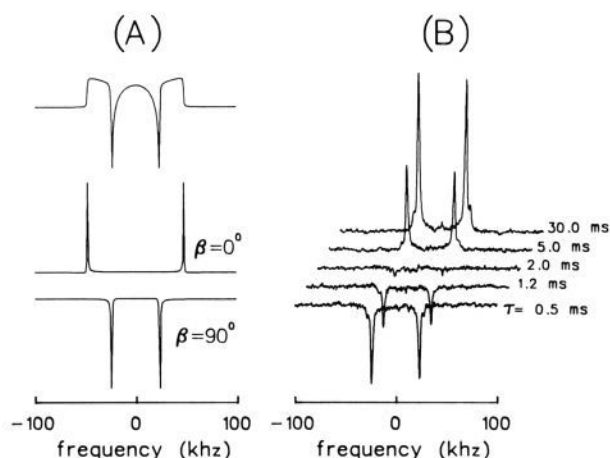 (A)
(B)
β=0°
β=90°
30.0 ms
5.0 ms
2.0 ms
1.2 ms
τ= 0.5 ms
-100 0 100
-100 0 100
frequency (khz)
frequency (khz)